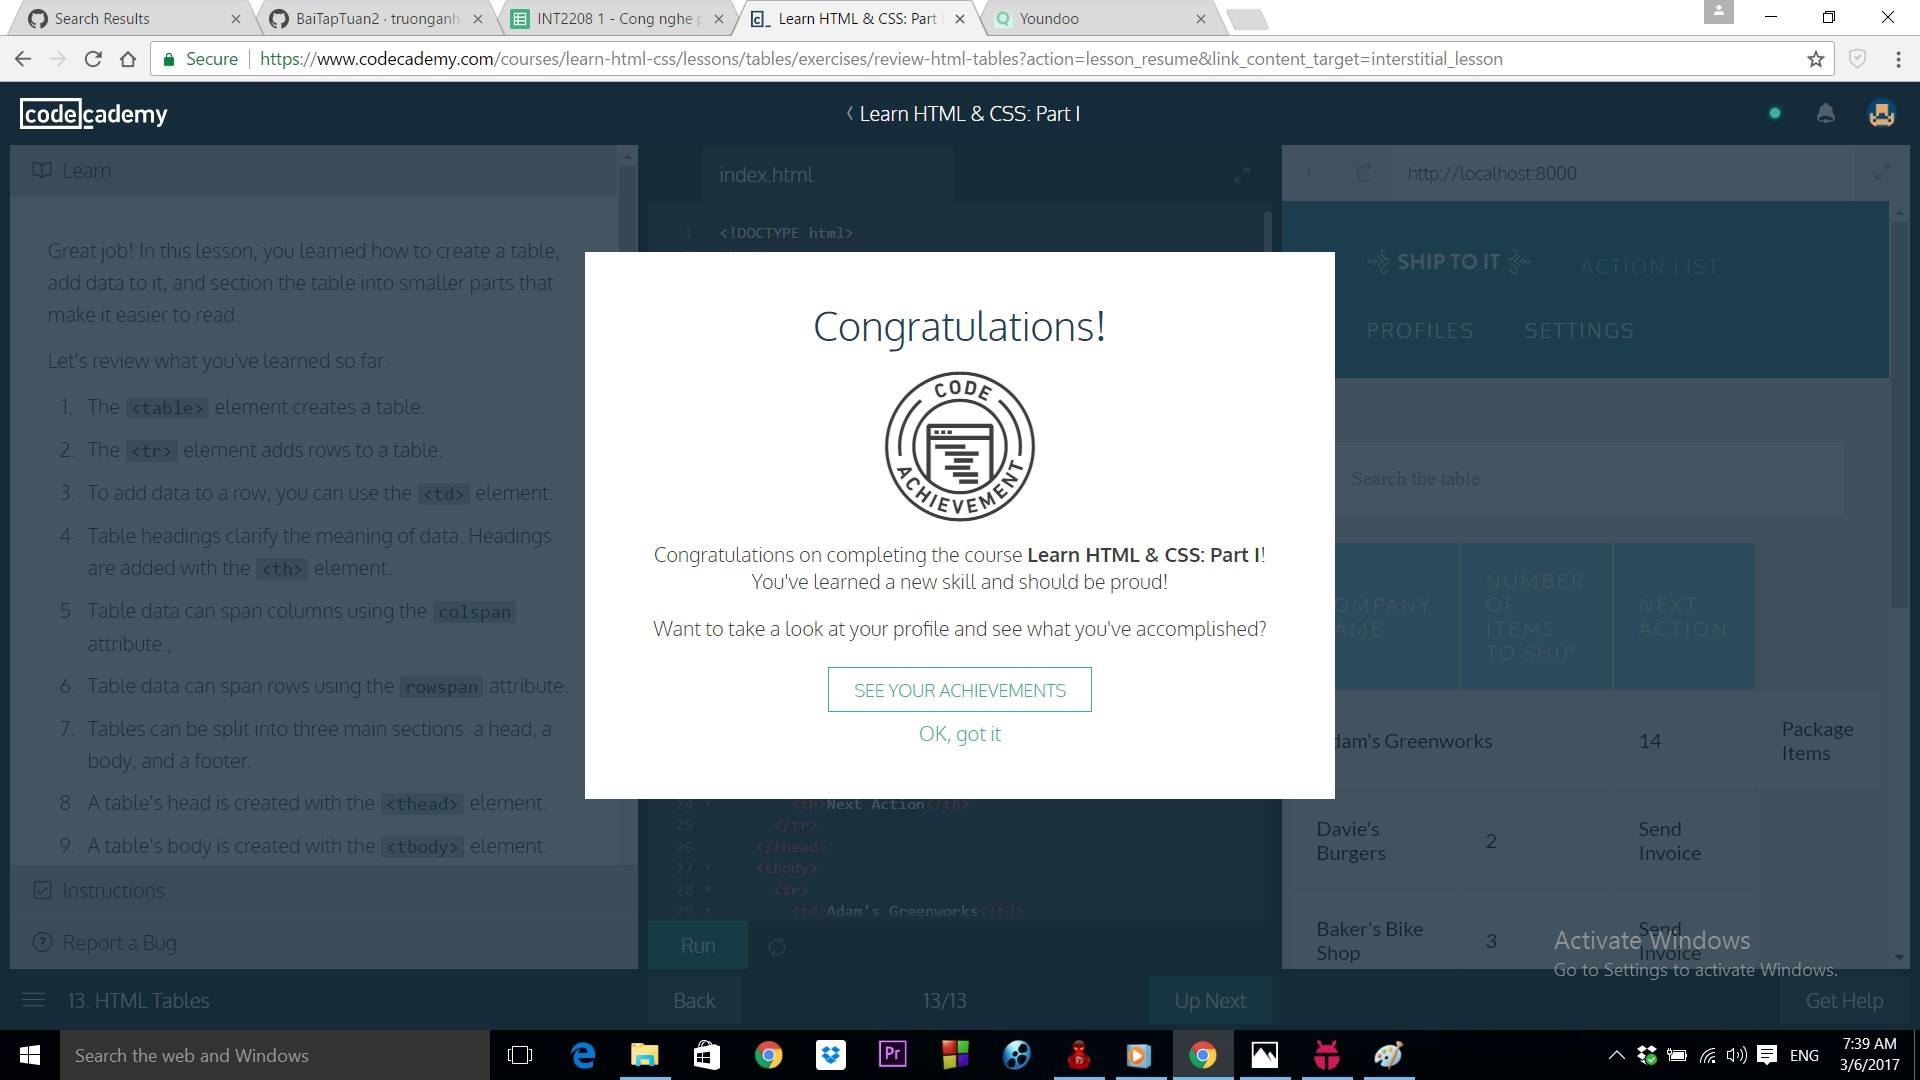 Search Results
BaiTapTuan2 · truonganh
INT2208 1 - Cong nghe p
Learn HTML & CSS: Part I
Youndoo
Secure
https://www.codecademy.com/courses/learn-html-css/lessons/tables/exercises/review-html-tables?action=lesson_resume&link_content_target=interstitial_lesson
codecademy
Learn HTML & CSS: Part I
Learn
Great job! In this lesson, you learned how to create a table,
add data to it, and section the table into smaller parts that
make it easier to read.
Let's review what you've learned so far:
1. The <table> element creates a table.
2. The <tr> element adds rows to a table.
3. To add data to a row, you can use the <td> element.
4. Table headings clarify the meaning of data. Headings
are added with the <th> element.
5. Table data can span columns using the colspan
attribute.,
6. Table data can span rows using the rowspan attribute.
7. Tables can be split into three main sections: a head, a
body, and a footer.
8. A table's head is created with the <thead> element.
9. A table's body is created with the <tbody> element.
Instructions
Report a Bug
index.html
1 <!DOCTYPE html>
Congratulations!
CODE
ACHIEVEMENT
Congratulations on completing the course Learn HTML & CSS: Part I!
You've learned a new skill and should be proud!
Want to take a look at your profile and see what you've accomplished?
SEE YOUR ACHIEVEMENTS
OK, got it
24 <th>Next Action</th>
25 </tr>
26 </thead>
27 <tbody>
28 <tr>
29 <td>Adam's Greenworks</td>
Run
http://localhost:8000
SHIP TO IT
ACTION LIST
PROFILES
SETTINGS
Search the table
OMPANY
AME
NUMBER
OF
ITEMS
TO SHIP
NEXT
ACTION
dam's Greenworks
14
Package
Items
Davie's
Burgers
2
Send
Invoice
Baker's Bike
Shop
3
Send
Invoice
Activate Windows
Go to Settings to activate Windows.
13. HTML Tables
Back
13/13
Up Next
Get Help
Search the web and Windows
Pr
ENG
7:39 AM
3/6/2017